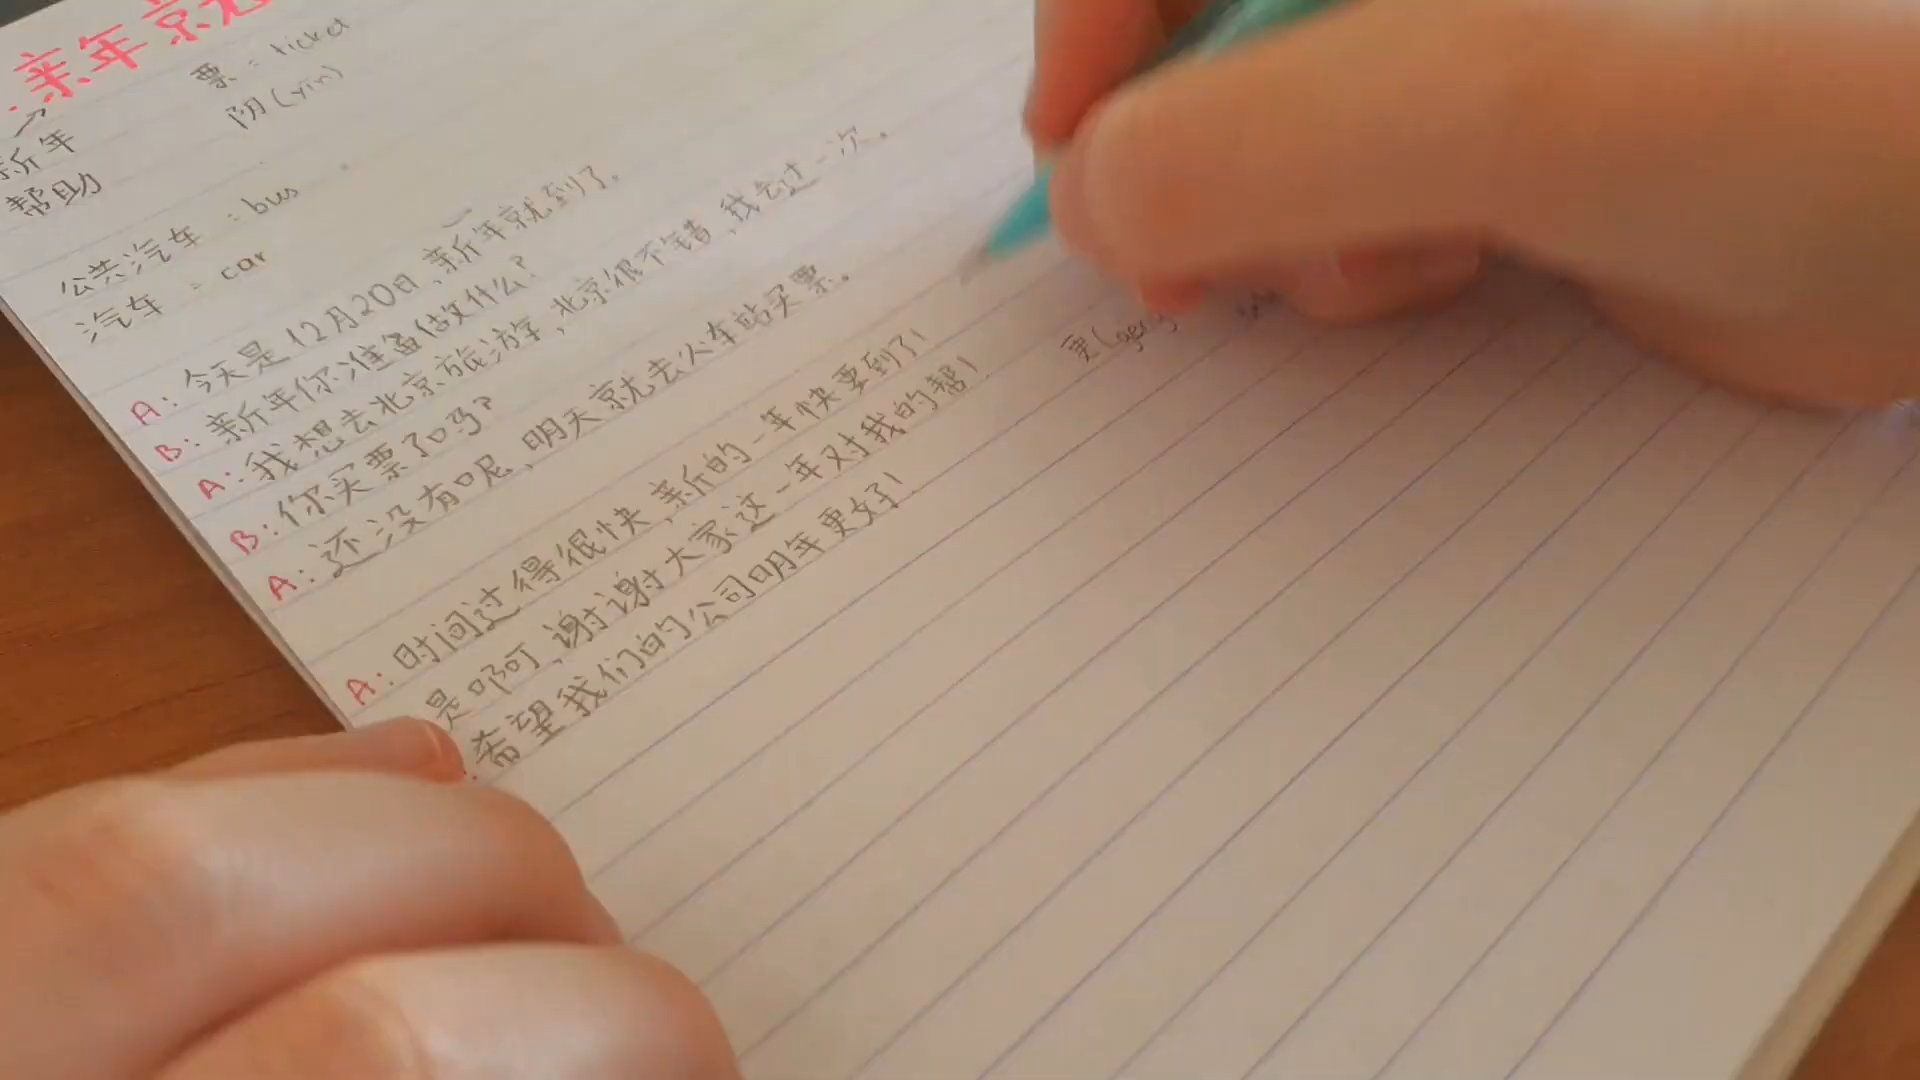 亲年京尤
票 : ticket
阴 (yīn)
新年
帮助
公共汽车 : bus
汽车 : car
A: 今天是12月20日，新年就到了。
B: 新年你准备做什么？
A: 我想去北京旅游，北京很不错，我去过一次。
B: 你买票了吗？
A: 还没有呢，明天就去火车站买票。
更 (gèng
A: 时间过得很快，新的一年快要到了！
是啊，谢谢大家这一年对我的帮！
希望我们的公司明年更好！